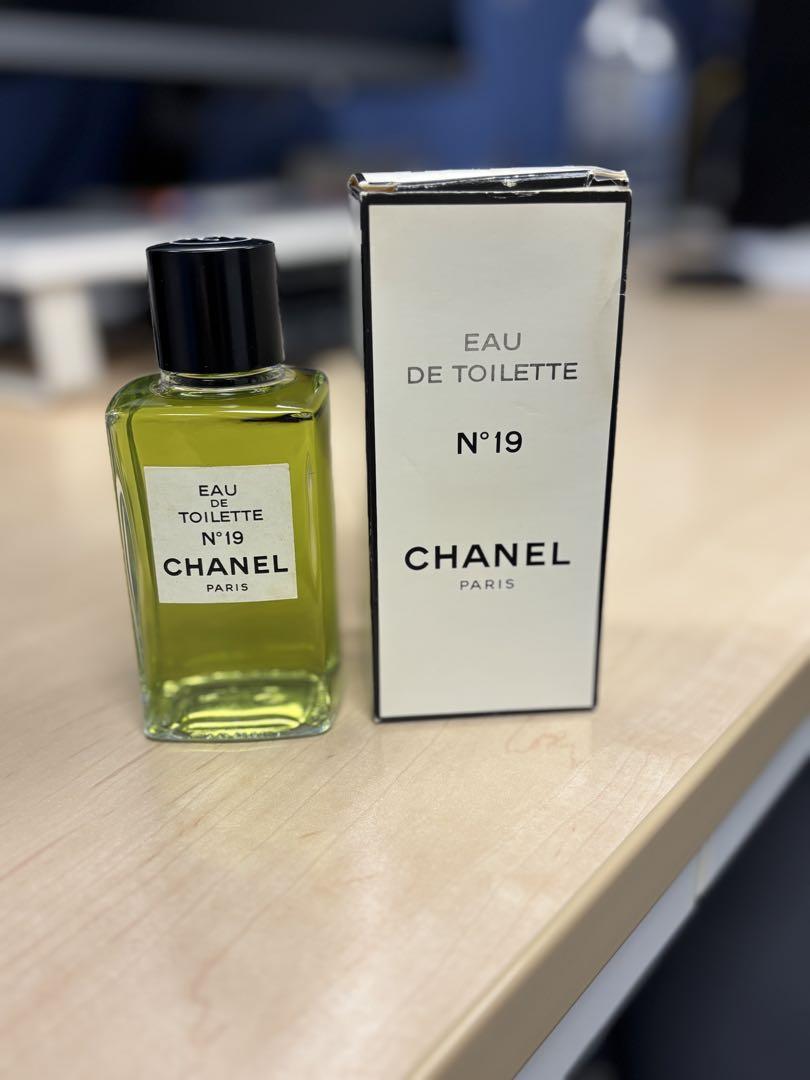 EAU
DE
TOILETTE
N°19
CHANEL
PARIS
EAU
DE TOILETTE
N°19
CHANEL
PARIS